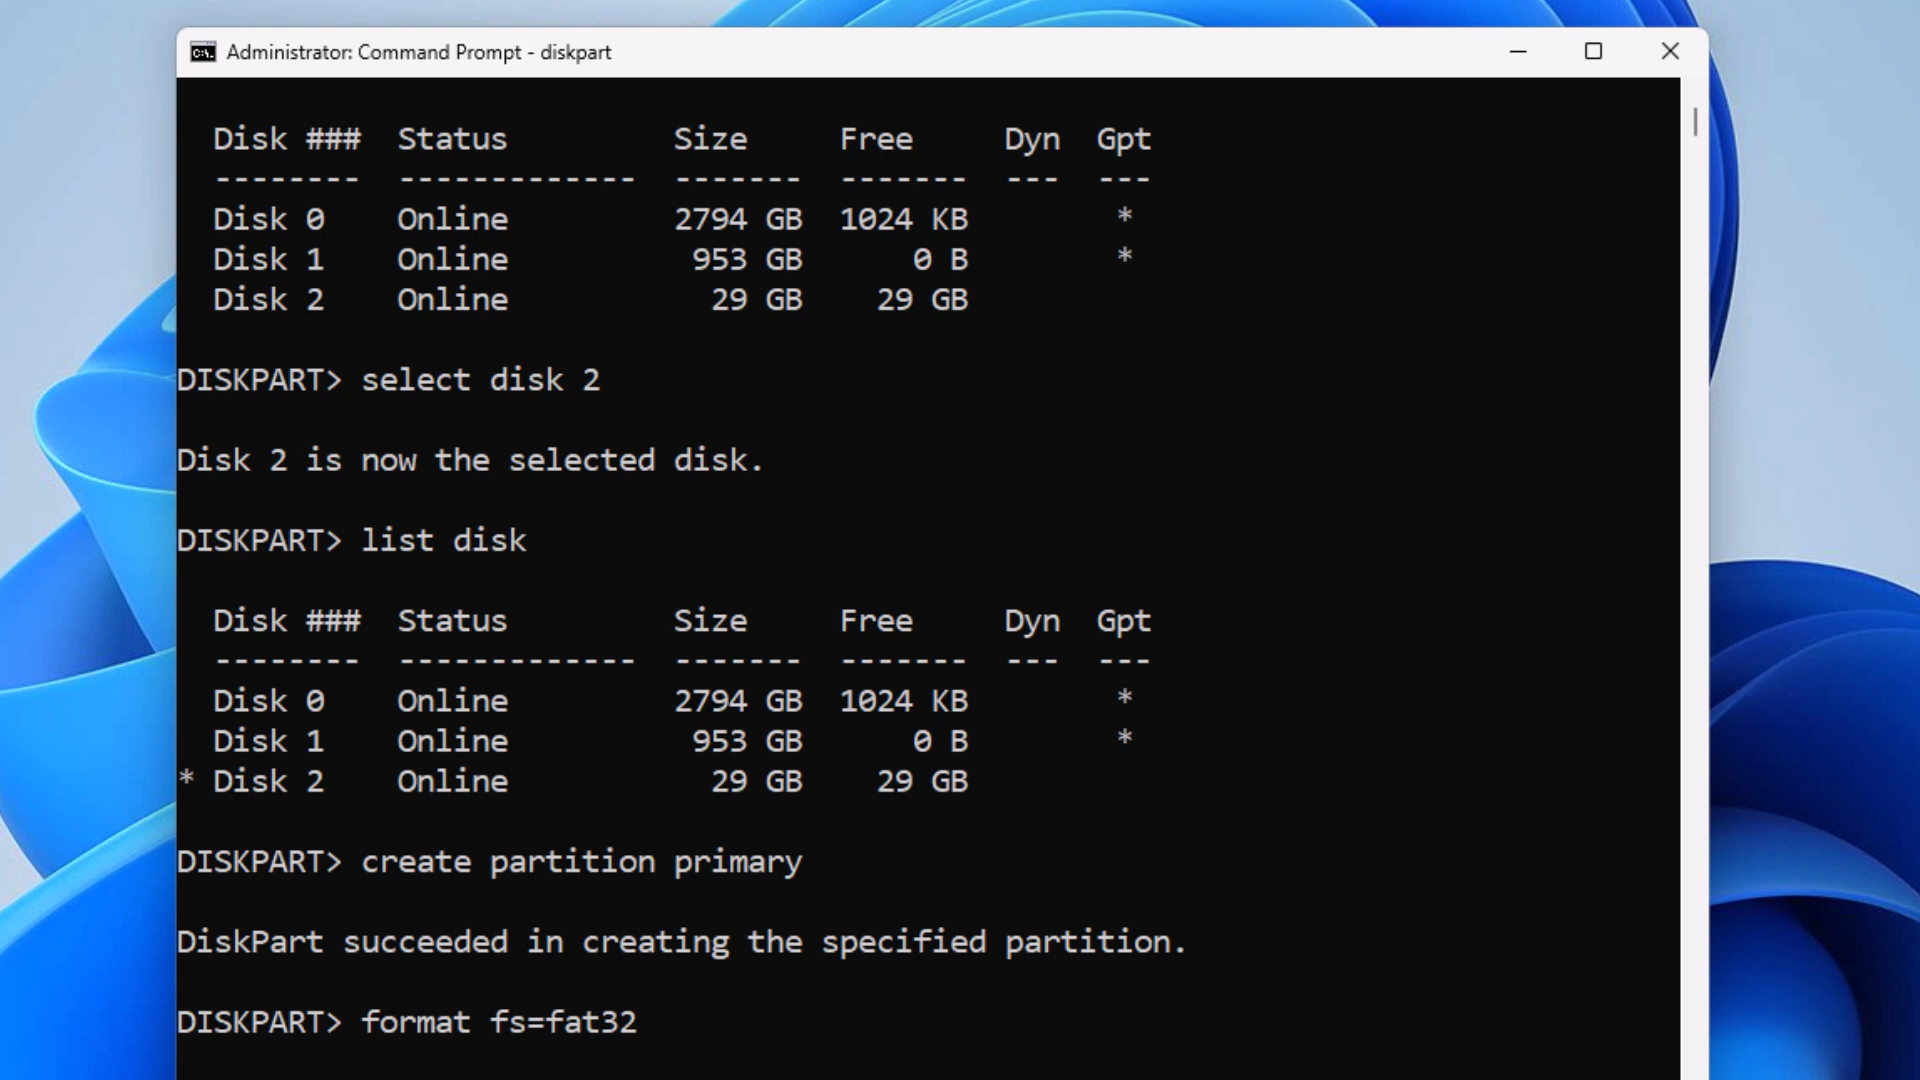 Administrator: Command Prompt - diskpart
Disk ###  Status         Size     Free     Dyn  Gpt
--------  -------------  -------  -------  ---  ---
Disk 0    Online         2794 GB  1024 KB        *
Disk 1    Online          953 GB      0 B        *
Disk 2    Online           29 GB    29 GB
DISKPART> select disk 2
Disk 2 is now the selected disk.
DISKPART> list disk
Disk ###  Status         Size     Free     Dyn  Gpt
--------  -------------  -------  -------  ---  ---
Disk 0    Online         2794 GB  1024 KB        *
Disk 1    Online          953 GB      0 B        *
* Disk 2    Online           29 GB    29 GB
DISKPART> create partition primary
DiskPart succeeded in creating the specified partition.
DISKPART> format fs=fat32